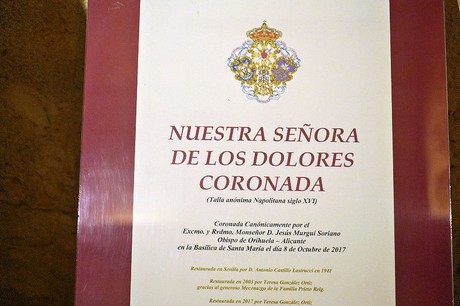 NUESTRA SEÑORA
DE LOS DOLORES
CORONADA
(Talla anónima Napolitana siglo XVI)
Coronada Canónicamente por el
Excmo. y Rvdmo. Monseñor D. Jesús Murgui Soriano
Obispo de Orihuela – Alicante
en la Basílica de Santa María el día 8 de Octubre de 2017
Restaurada en Sevilla por D. Antonio Castillo Lastrucci en 1945
Restaurada en 2003 por Teresa González Ortiz
gracias al generoso Mecenazgo de la Familia Prieto Reig.
Restaurada en 2017 por Teresa González Ortiz